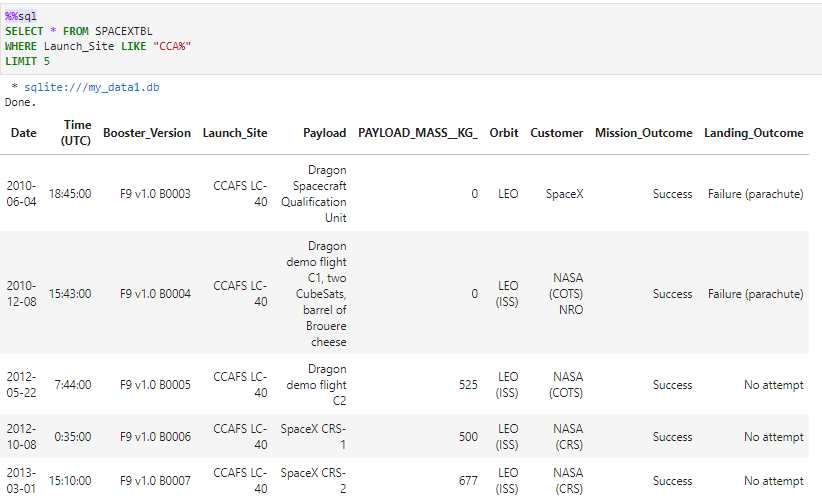 %%sql
SELECT * FROM SPACEXTBL
WHERE Launch_Site LIKE "CCA%"
LIMIT 5
* sqlite:///my_data1.db
Done.
Date Time (UTC) Booster_Version Launch_Site Payload PAYLOAD_MASS__KG_ Orbit Customer Mission_Outcome Landing_Outcome
2010-06-04 18:45:00 F9 v1.0 B0003 CCAFS LC-40 Dragon Spacecraft Qualification Unit 0 LEO SpaceX Success Failure (parachute)
2010-12-08 15:43:00 F9 v1.0 B0004 CCAFS LC-40 Dragon demo flight C1, two CubeSats, barrel of Brouere cheese 0 LEO (ISS) NASA (COTS) NRO Success Failure (parachute)
2012-05-22 7:44:00 F9 v1.0 B0005 CCAFS LC-40 Dragon demo flight C2 525 LEO (ISS) NASA (COTS) Success No attempt
2012-10-08 0:35:00 F9 v1.0 B0006 CCAFS LC-40 SpaceX CRS-1 500 LEO (ISS) NASA (CRS) Success No attempt
2013-03-01 15:10:00 F9 v1.0 B0007 CCAFS LC-40 SpaceX CRS-2 677 LEO (ISS) NASA (CRS) Success No attempt